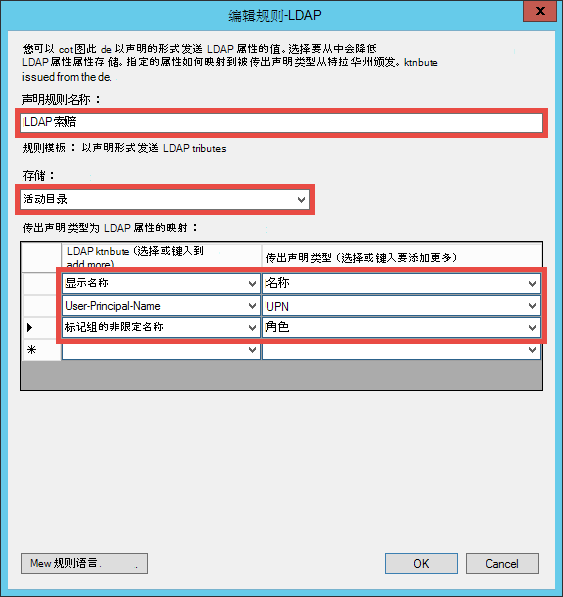 编辑规则-LDAP
x
您可以 cot图此 de 以声明的形式发送 LDAP 属性的值。选择要从中会降低
LDAP 属性属性存 储。指定的属性如何映射到被传出声明类型从特拉 华州颁发。ktnbute
issued from the de.
声明规则名称：
LDAP 索赔
规则模板： 以声明形式发送 LDAP tributes
存储：
活动目录
传出声明类型为 LDAP 属性的映射：
LDAP ktnbute (选择或键入到
add more)
传出声明类型（选择或键入要添加更多）
显示名称 名称
User-Principal-Name UPN
标记组的非限定名称 角色
Mew 规则语言. .
OK Cancel